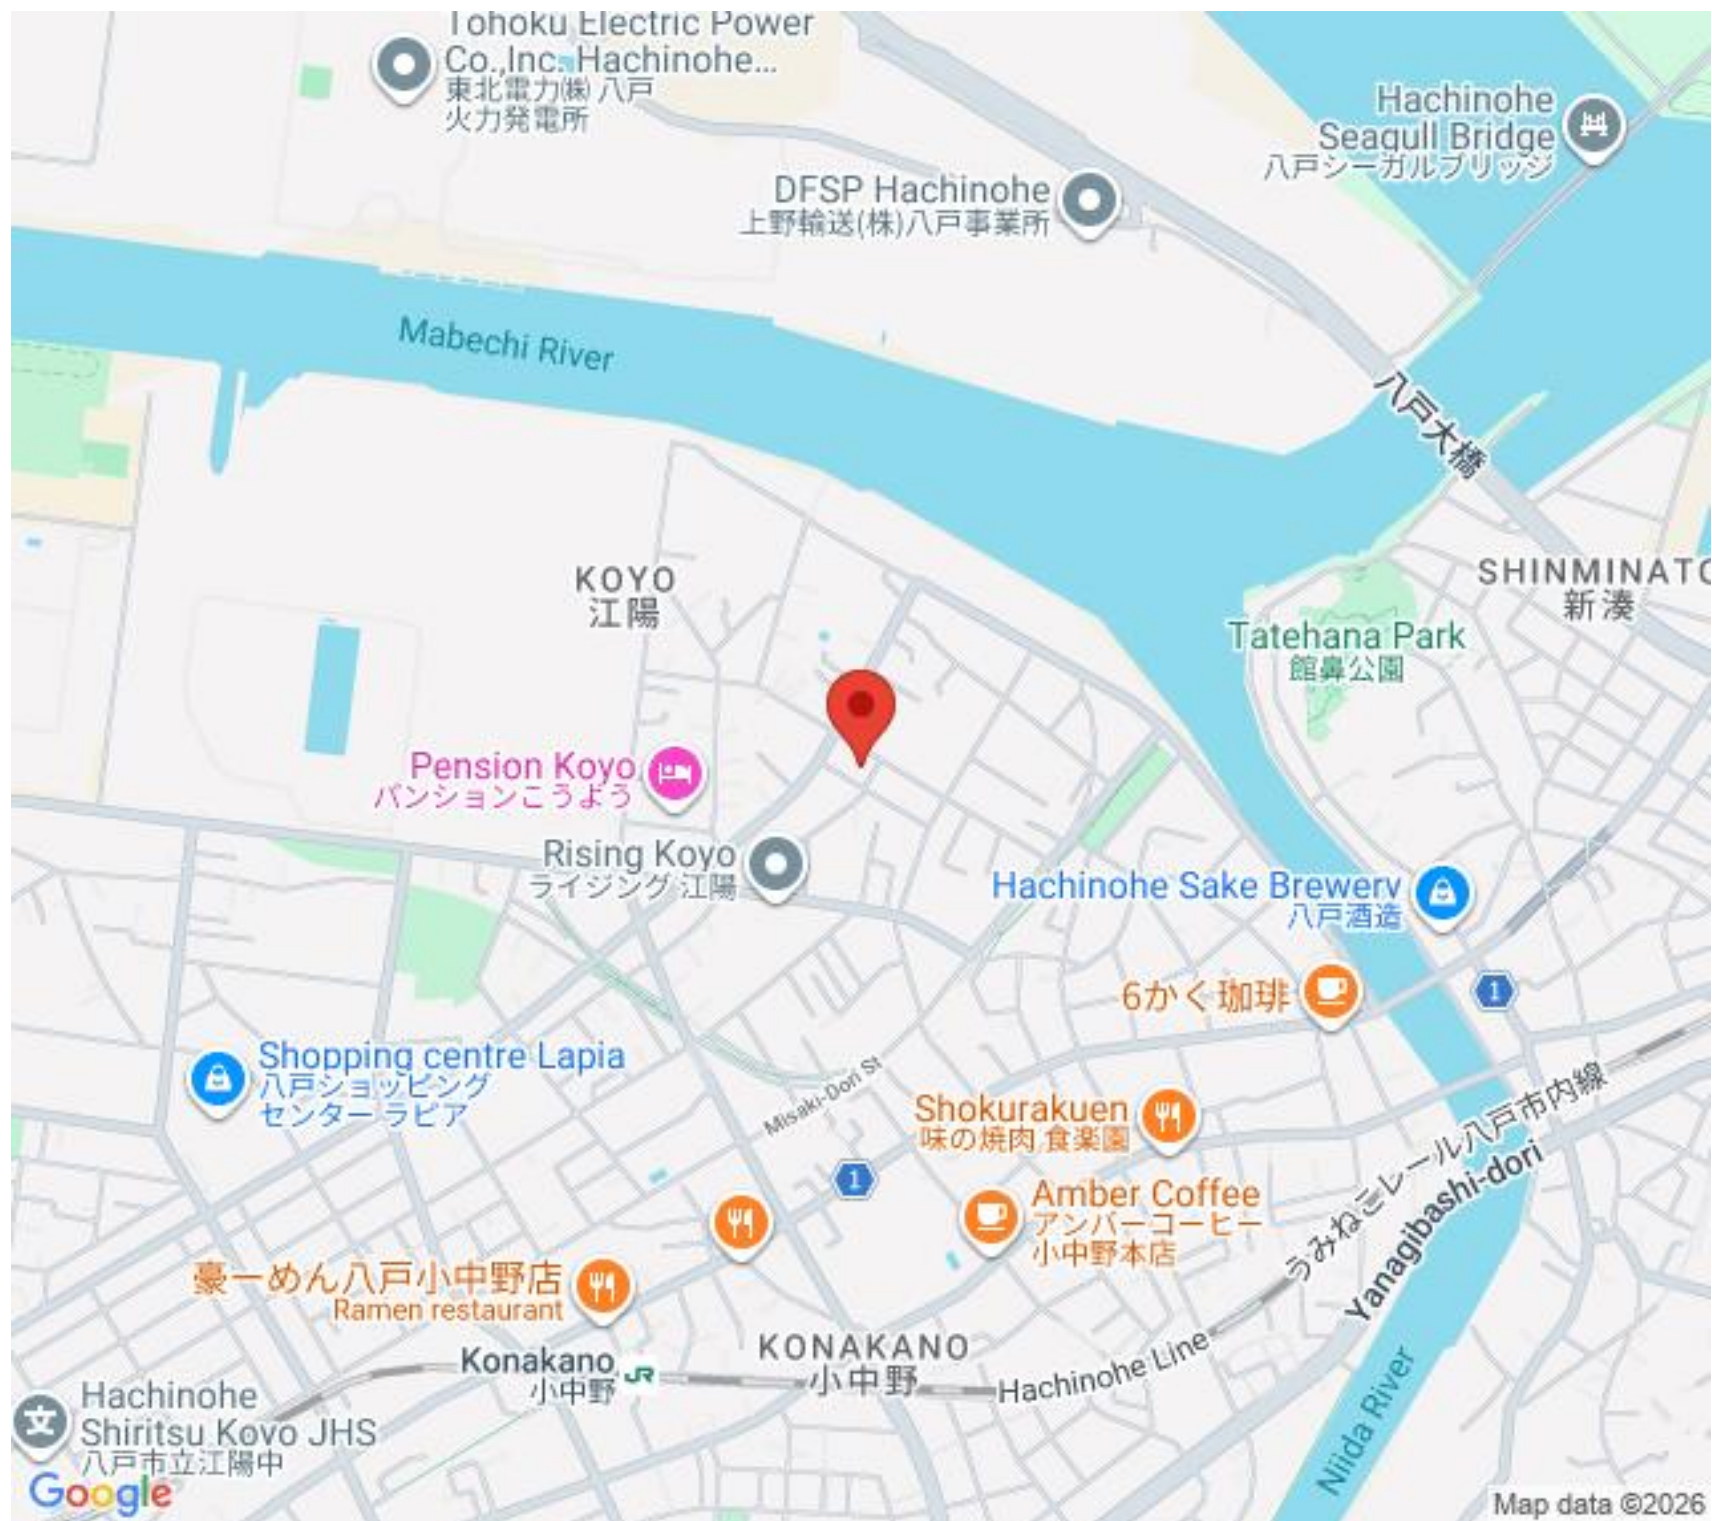 Tohoku Electric Power
Co.,Inc. Hachinohe...
東北電力㈱ 八戸
火力発電所
Hachinohe
Seagull Bridge
八戸シーガルブリッジ
DFSP Hachinohe
上野輸送(株)八戸事業所
Mabechi River
八戸大橋
KOYO
江陽
SHINMINATO
新湊
Tatehana Park
館鼻公園
Pension Koyo
パンションこうよう
Rising Koyo
ライジング 江陽
Hachinohe Sake Brewery
八戸酒造
6かく珈琲
1
Shopping centre Lapia
八戸ショッピング
センター ラピア
Misaki-Dori St
Shokurakuen
味の焼肉 食楽園
1
うみねこレール八戸市内線
Yanagibashi-dori
Amber Coffee
アンバーコーヒー
小中野本店
豪一めん八戸小中野店
Ramen restaurant
Konakano
小中野
JR
KONAKANO
小中野
Hachinohe Line
Niida River
Hachinohe
Shiritsu Koyo JHS
八戸市立江陽中
文
Google
Map data ©2026